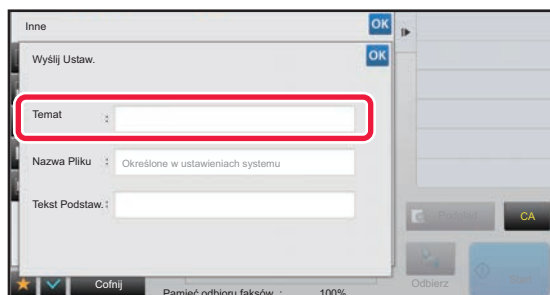 Inne
OK
Wyślij Ustaw.
OK
Temat :
Nazwa Pliku : Określone w ustawieniach systemu
Tekst Podstaw. :
CA
Cofnij
Pamięć odbioru faksów : 100%
Odbierz
Start